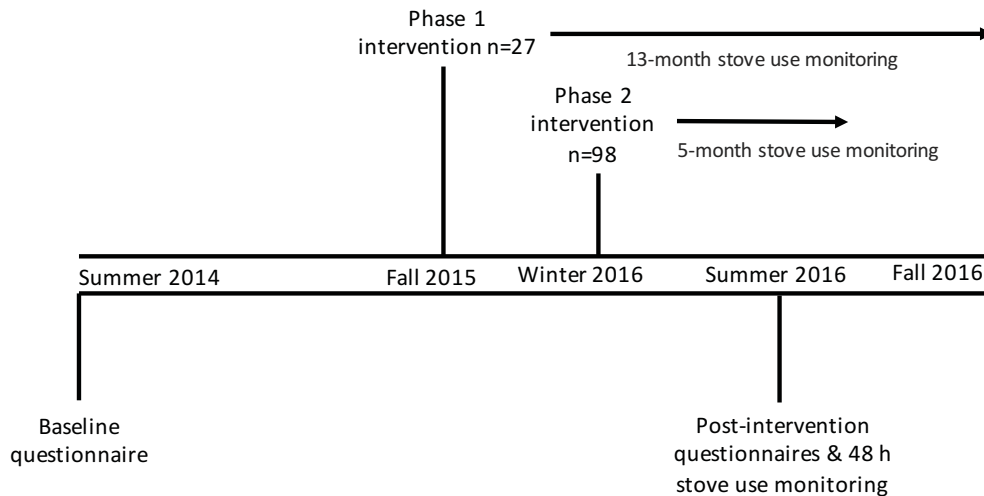 Phase 1
intervention n=27
13-month stove use monitoring
Phase 2
intervention
n=98
5-month stove use monitoring
Summer 2014
Fall 2015
Winter 2016
Summer 2016
Fall 2016
Baseline
questionnaire
Post-intervention
questionnaires & 48 h
stove use monitoring